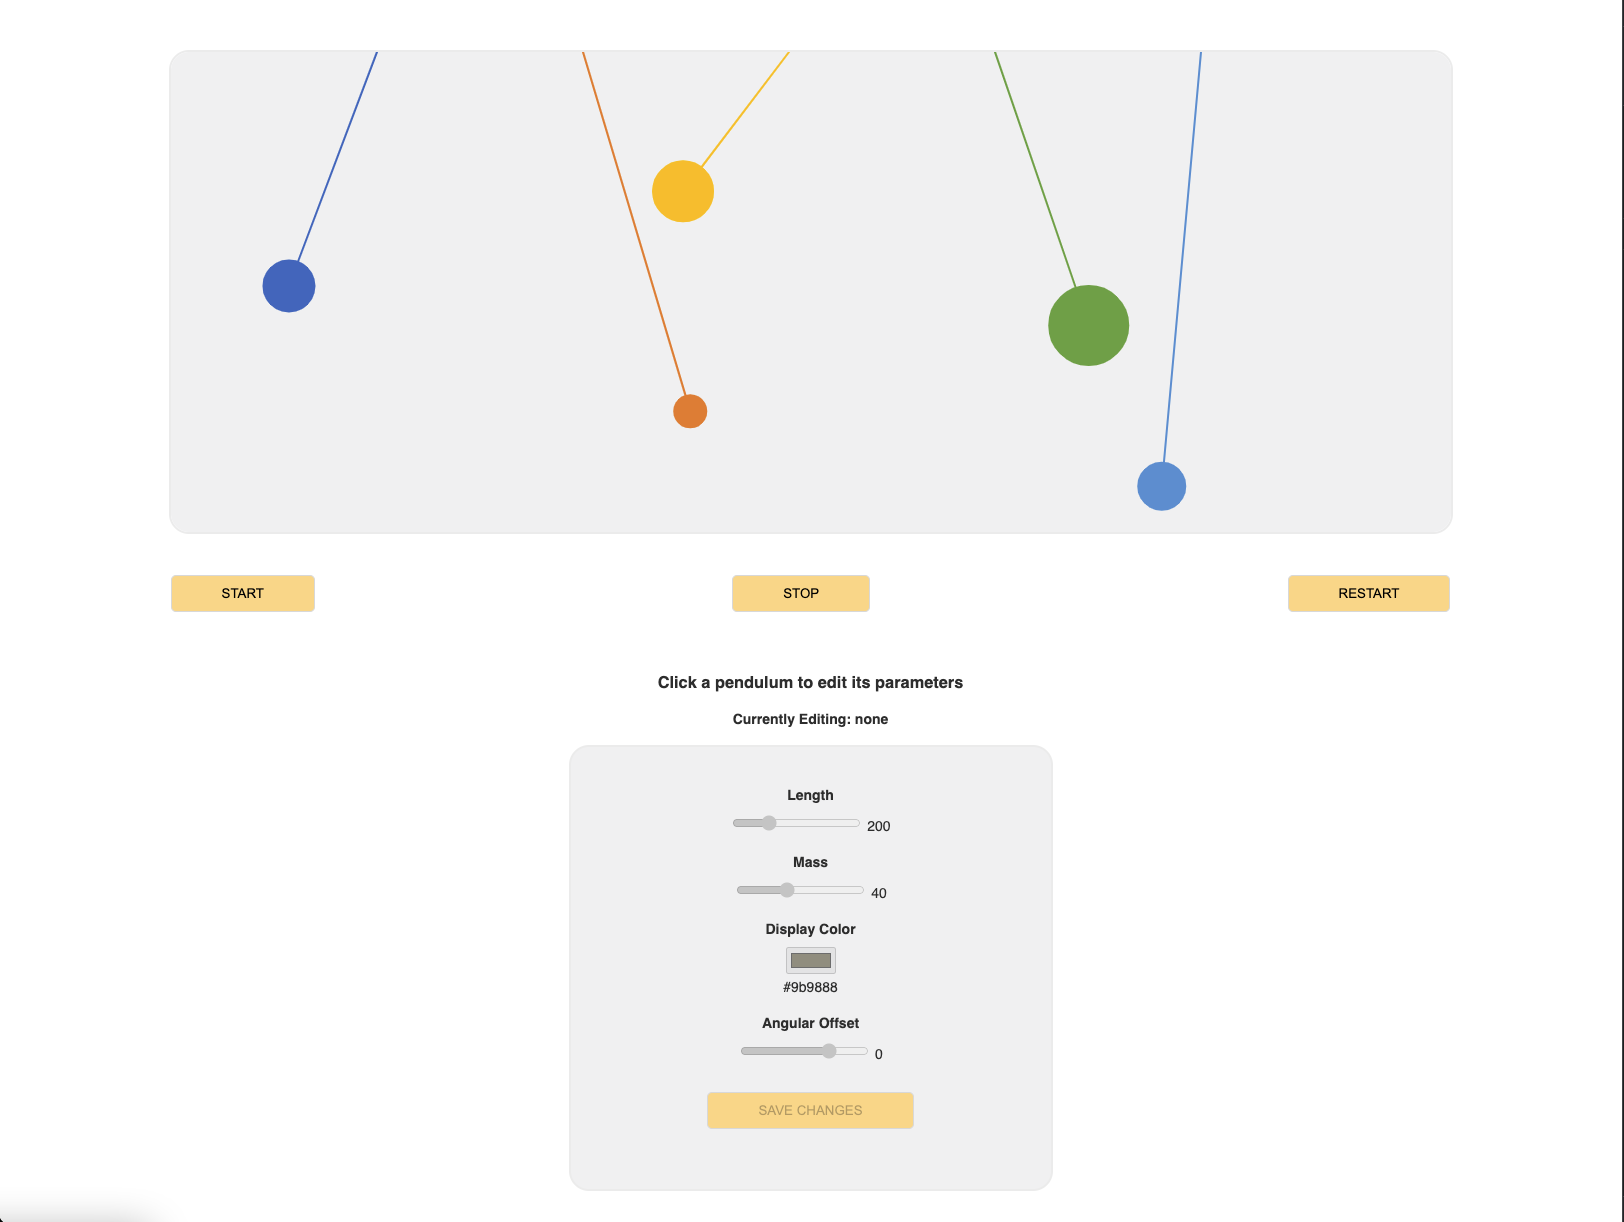 START
STOP
RESTART
Click a pendulum to edit its parameters
Currently Editing: none
Length
200
Mass
40
Display Color
#9b9888
Angular Offset
0
SAVE CHANGES